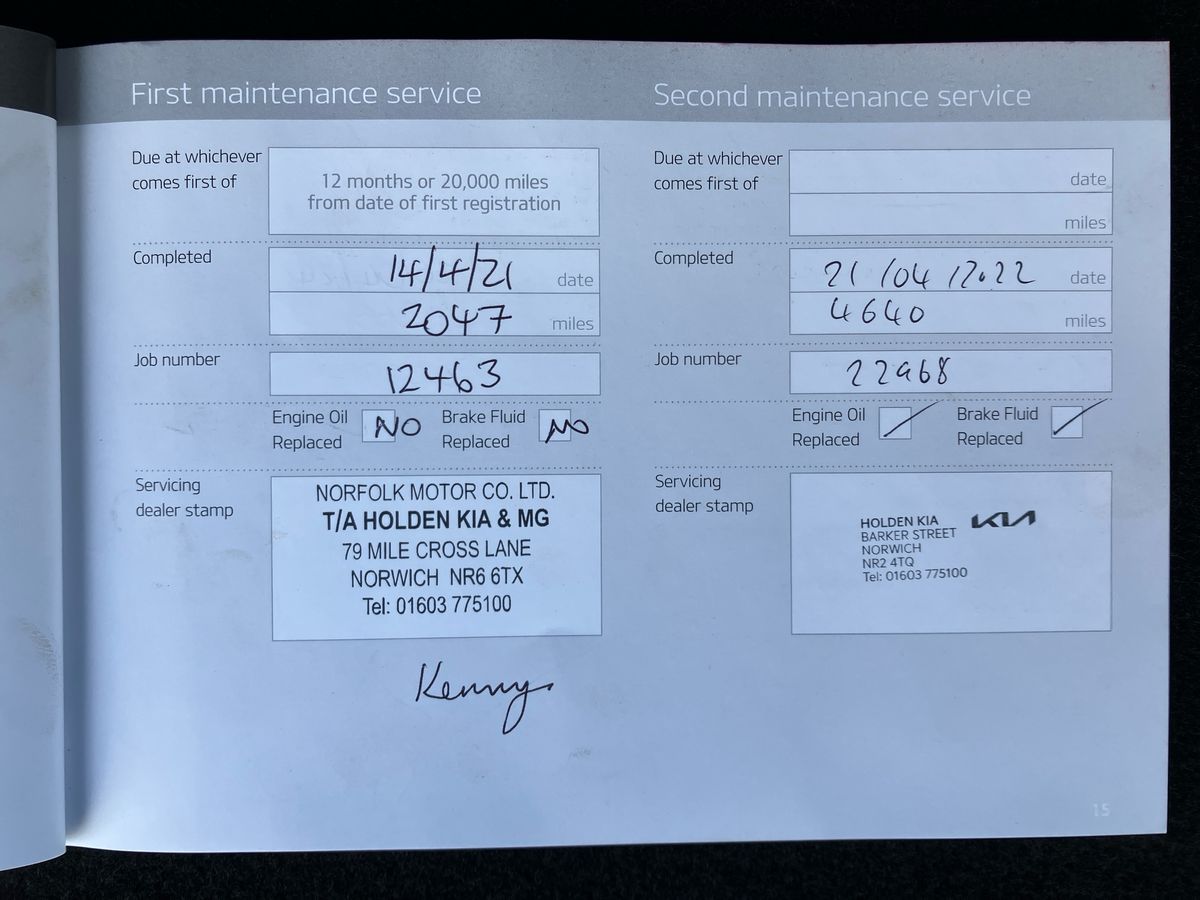 First maintenance service
Due at whichever
comes first of
12 months or 20,000 miles
from date of first registration
Completed
14/4/21 date
2047 miles
Job number
12463
Engine Oil
Replaced
NO
Brake Fluid
Replaced
NO
Servicing
dealer stamp
NORFOLK MOTOR CO. LTD.
T/A HOLDEN KIA & MG
79 MILE CROSS LANE
NORWICH NR6 6TX
Tel: 01603 775100
Kenny
Second maintenance service
Due at whichever
comes first of
date
miles
Completed
21/04 date
4640 miles
Job number
22968
Engine Oil
Replaced
Brake Fluid
Replaced
Servicing
dealer stamp
HOLDEN KIA
BARKER STREET
NORWICH
NR2 4TQ
Tel: 01603 775100
KIA
15